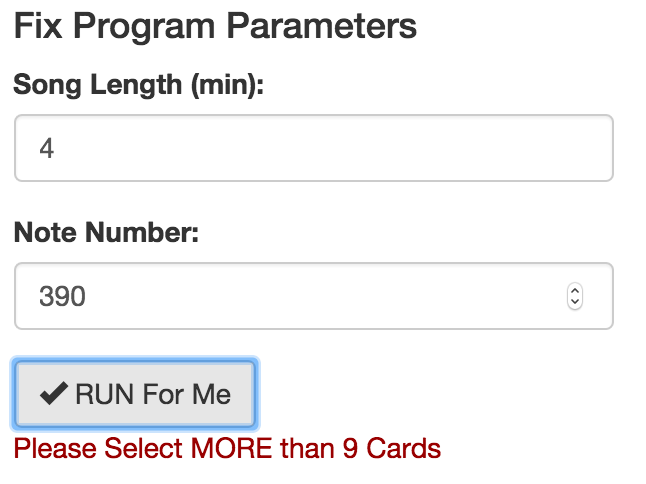 Fix Program Parameters
Song Length (min):
4
Note Number:
390
RUN For Me
Please Select MORE than 9 Cards